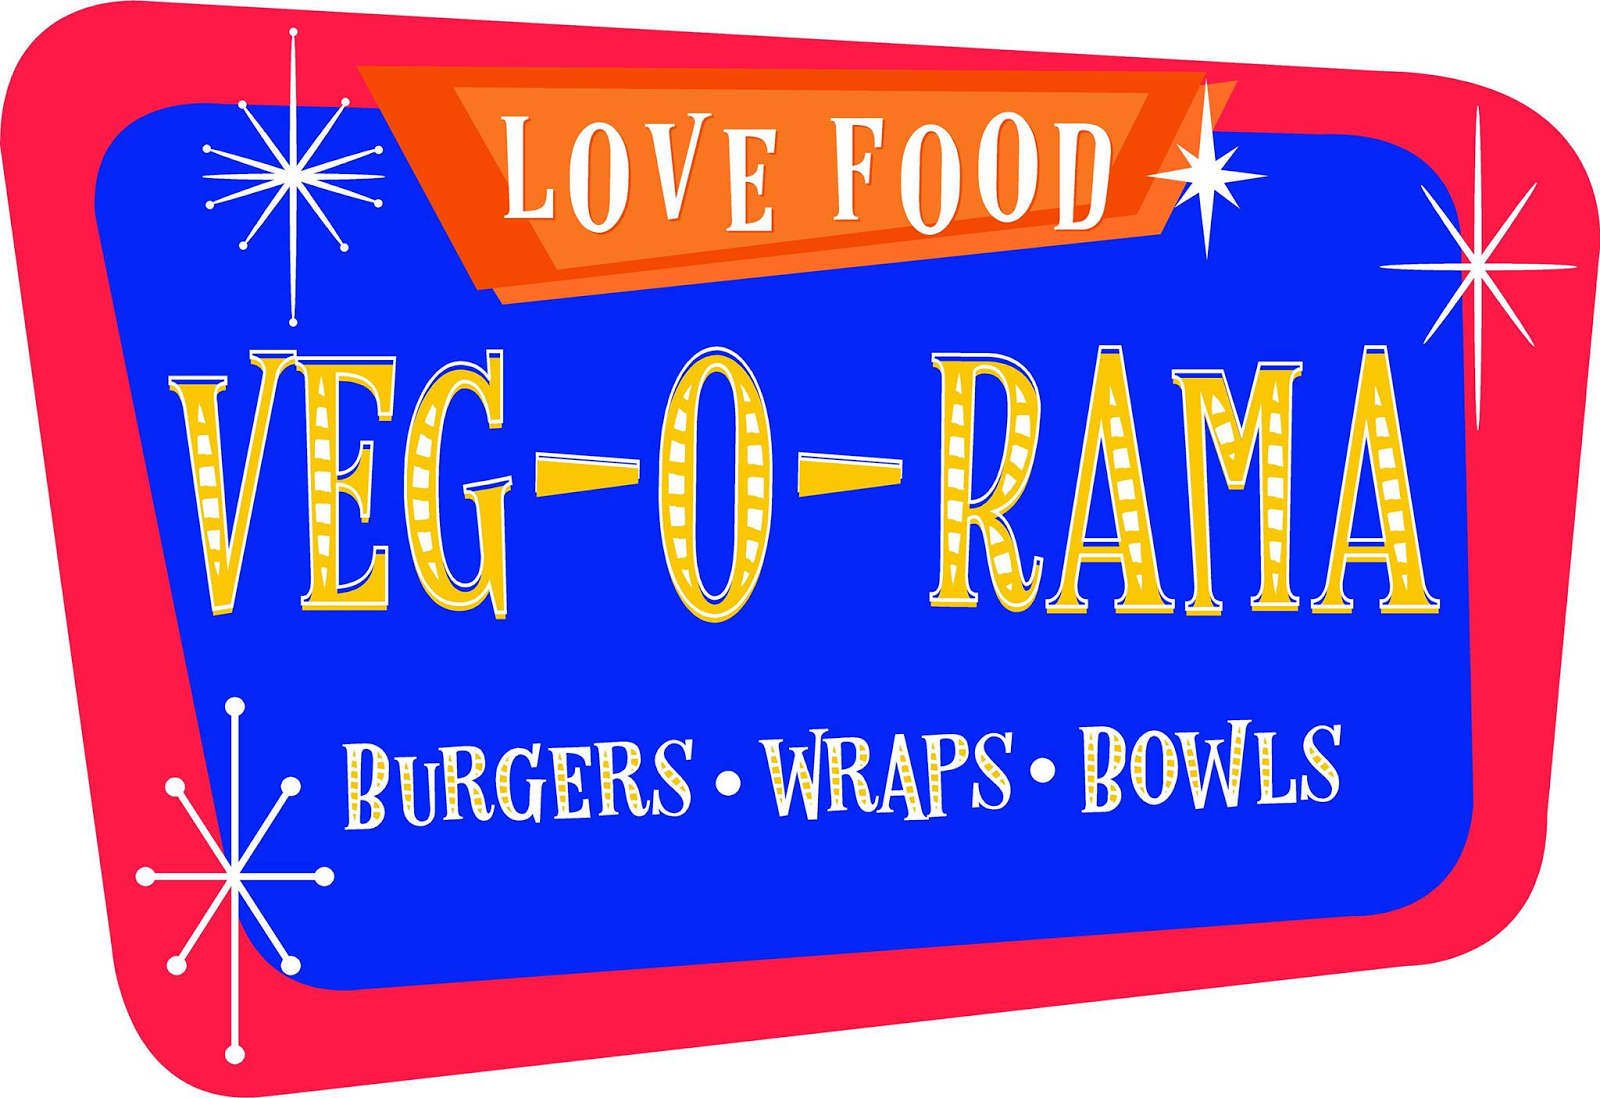 LOVE FOOD
VEG-O-RAMA
BURGERS • WRAPS • BOWLS